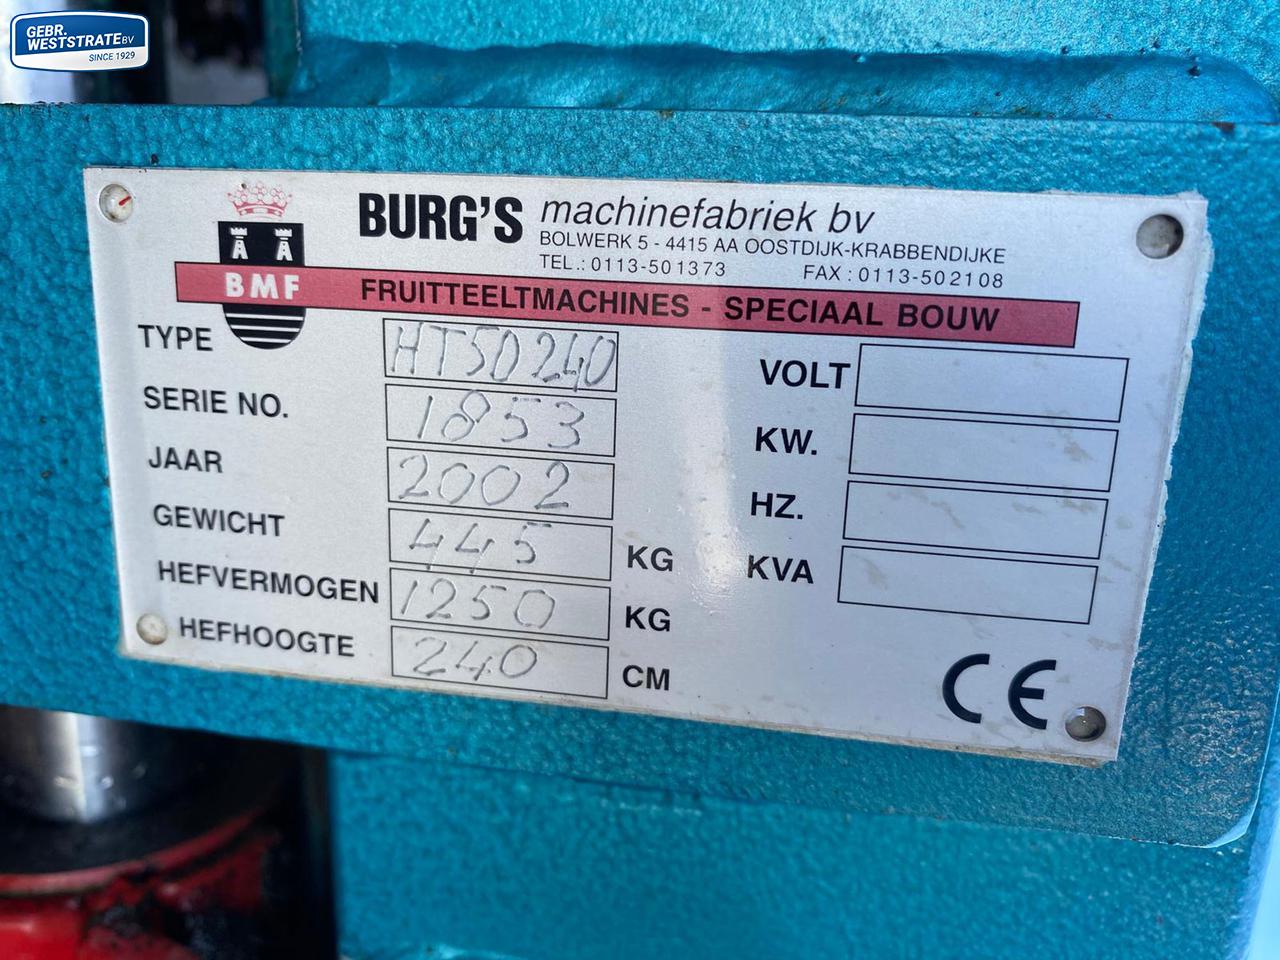 GEBR.
WESTSTRATE BV
SINCE 1929
BURG'S machinefabriek bv
BOLWERK 5 - 4415 AA OOSTDIJK-KRABBENDIJKE
TEL.: 0113-501373 FAX: 0113-502108
BMF
FRUITTEELTMACHINES - SPECIAAL BOUW
TYPE HT50240
SERIE NO. 1853
JAAR 2002
GEWICHT 445 KG
HEFVERMOGEN 1250 KG
HEFHOOGTE 240 CM
VOLT
KW.
HZ.
KVA
CE